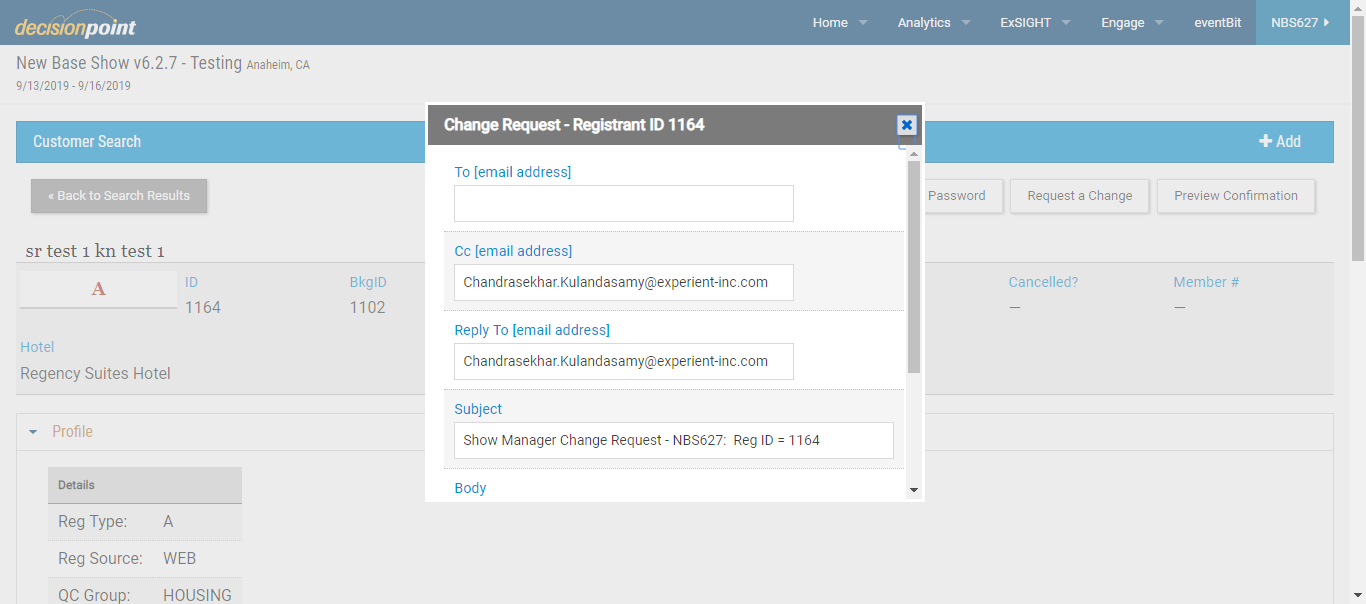 decisionpoint
Home Analytics ExSIGHT Engage eventBit NBS627
New Base Show v6.2.7 - Testing Anaheim, CA
9/13/2019 - 9/16/2019
Customer Search
Add
« Back to Search Results
Password
Request a Change
Preview Confirmation
sr test 1 kn test 1
A
ID
1164
BkgID
1102
Cancelled?
—
Member #
—
Hotel
Regency Suites Hotel
Profile
Details
Reg Type: A
Reg Source: WEB
QC Group: HOUSING
Change Request - Registrant ID 1164
To [email address]
Cc [email address]
Chandrasekhar.Kulandasamy@experient-inc.com
Reply To [email address]
Chandrasekhar.Kulandasamy@experient-inc.com
Subject
Show Manager Change Request - NBS627: Reg ID = 1164
Body